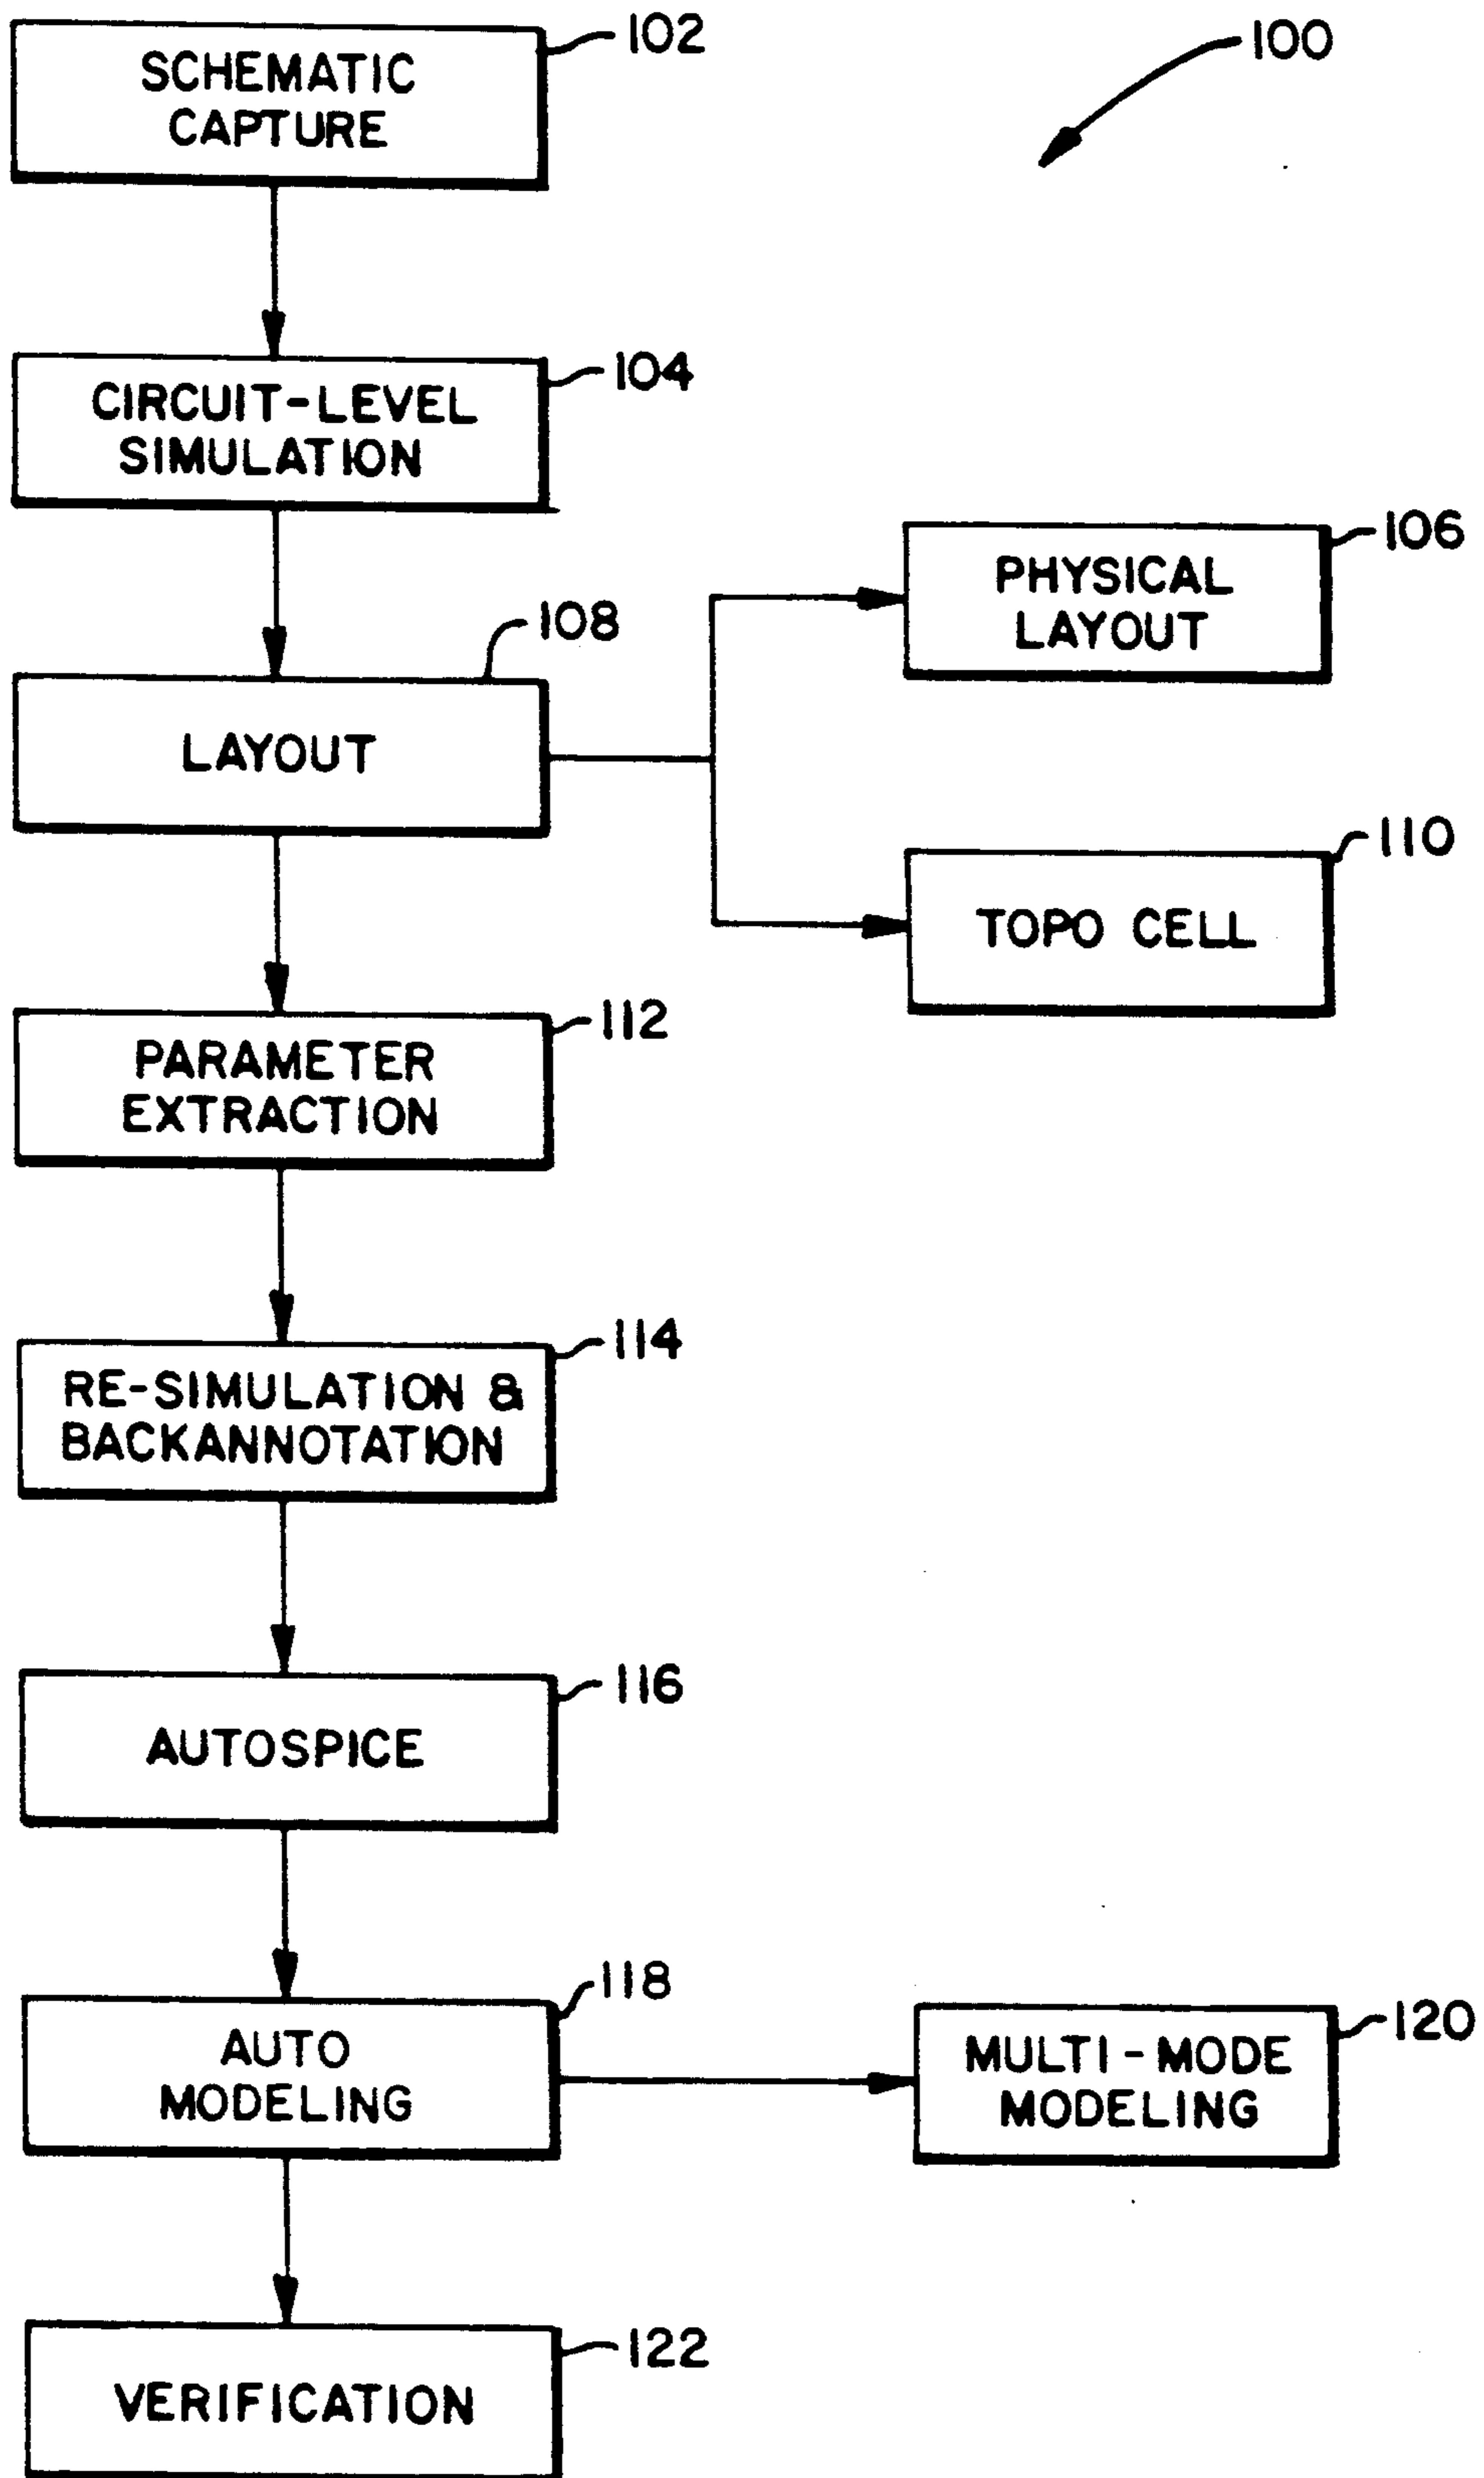 102
100
SCHEMATIC
CAPTURE
104
CIRCUIT-LEVEL
SIMULATION
106
PHYSICAL
LAYOUT
108
LAYOUT
110
TOPO CELL
112
PARAMETER
EXTRACTION
114
RE-SIMULATION &
BACKANNOTATION
116
AUTOSPICE
118
AUTO
MODELING
120
MULTI-MODE
MODELING
122
VERIFICATION